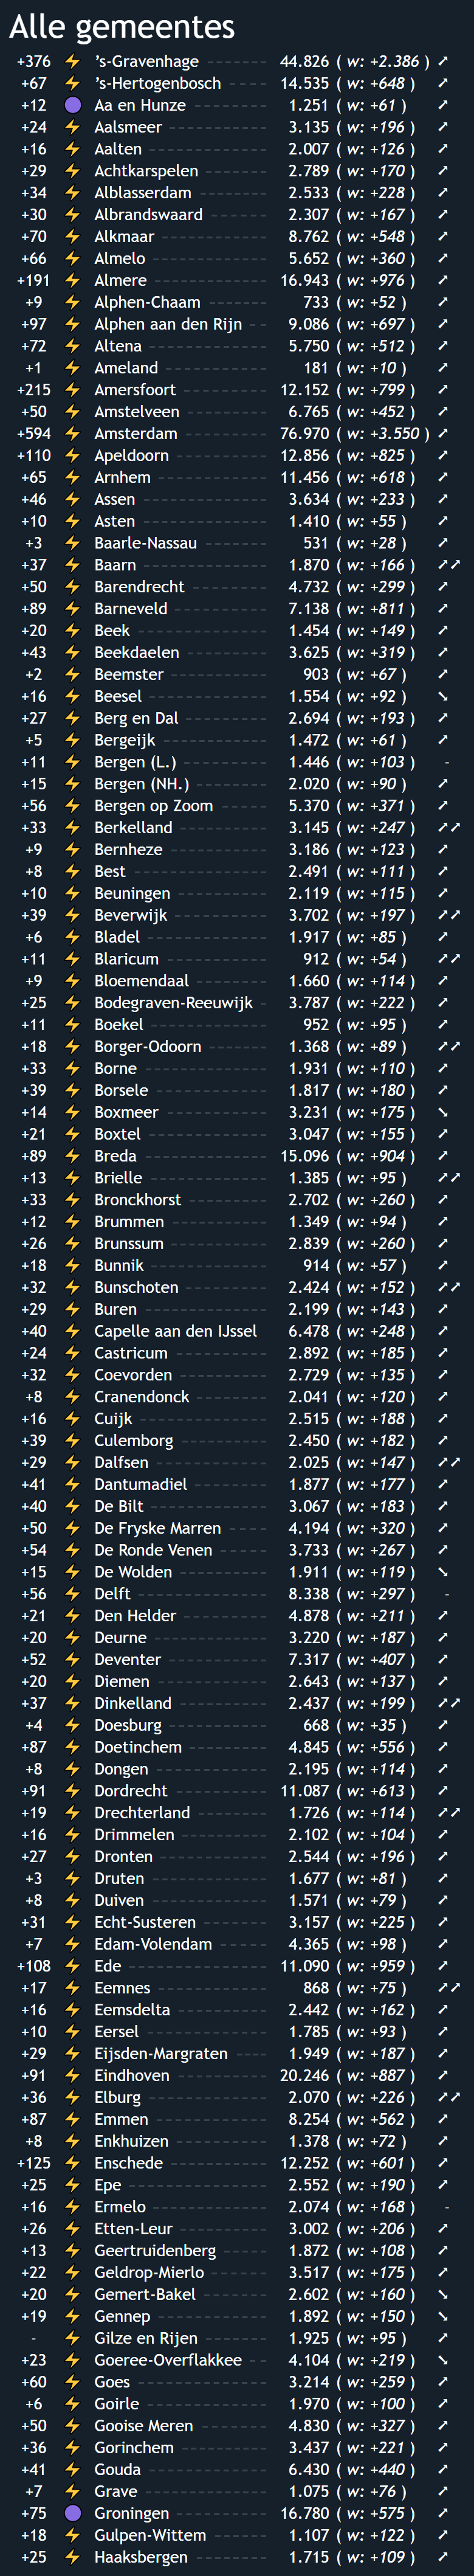 Alle gemeentes
+376 ⚡ ’s-Gravenhage ------- 44.826 ( w: +2.386 ) ➚
+67 ⚡ ’s-Hertogenbosch ---- 14.535 ( w: +648 ) ➚
+12 🟣 Aa en Hunze -------- 1.251 ( w: +61 ) ➚
+24 ⚡ Aalsmeer ----------- 3.135 ( w: +196 ) ➚
+16 ⚡ Aalten ------------- 2.007 ( w: +126 ) ➚
+29 ⚡ Achtkarspelen ------ 2.789 ( w: +170 ) ➚
+34 ⚡ Alblasserdam ------- 2.533 ( w: +228 ) ➚
+30 ⚡ Albrandswaard ------ 2.307 ( w: +167 ) ➚
+70 ⚡ Alkmaar ------------ 8.762 ( w: +548 ) ➚
+66 ⚡ Almelo ------------- 5.652 ( w: +360 ) ➚
+191 ⚡ Almere ------------- 16.943 ( w: +976 ) ➚
+9 ⚡ Alphen-Chaam ------- 733 ( w: +52 ) ➚
+97 ⚡ Alphen aan den Rijn -- 9.086 ( w: +697 ) ➚
+72 ⚡ Altena ------------- 5.750 ( w: +512 ) ➚
+1 ⚡ Ameland ------------ 181 ( w: +10 ) ➚
+215 ⚡ Amersfoort --------- 12.152 ( w: +799 ) ➚
+50 ⚡ Amstelveen --------- 6.765 ( w: +452 ) ➚
+594 ⚡ Amsterdam ---------- 76.970 ( w: +3.550 ) ➚
+110 ⚡ Apeldoorn ---------- 12.856 ( w: +825 ) ➚
+65 ⚡ Arnhem ------------- 11.456 ( w: +618 ) ➚
+46 ⚡ Assen -------------- 3.634 ( w: +233 ) ➚
+10 ⚡ Asten -------------- 1.410 ( w: +55 ) ➚
+3 ⚡ Baarle-Nassau ------ 531 ( w: +28 ) ➚
+37 ⚡ Baarn -------------- 1.870 ( w: +166 ) ➚➚
+50 ⚡ Barendrecht -------- 4.732 ( w: +299 ) ➚
+89 ⚡ Barneveld ---------- 7.138 ( w: +811 ) ➚
+20 ⚡ Beek --------------- 1.454 ( w: +149 ) ➚
+43 ⚡ Beekdaelen --------- 3.625 ( w: +319 ) ➚
+2 ⚡ Beemster ----------- 903 ( w: +67 ) ➚
+16 ⚡ Beesel ------------- 1.554 ( w: +92 ) ➘
+27 ⚡ Berg en Dal -------- 2.694 ( w: +193 ) ➚
+5 ⚡ Bergeijk ----------- 1.472 ( w: +61 ) ➚
+11 ⚡ Bergen (L.) -------- 1.446 ( w: +103 ) -
+15 ⚡ Bergen (NH.) ------- 2.020 ( w: +90 ) ➚
+56 ⚡ Bergen op Zoom ----- 5.370 ( w: +371 ) ➚
+33 ⚡ Berkelland --------- 3.145 ( w: +247 ) ➚➚
+9 ⚡ Bernheze ----------- 3.186 ( w: +123 ) ➚
+8 ⚡ Best --------------- 2.491 ( w: +111 ) ➚
+10 ⚡ Beuningen ---------- 2.119 ( w: +115 ) ➚
+39 ⚡ Beverwijk ---------- 3.702 ( w: +197 ) ➚➚
+6 ⚡ Bladel ------------- 1.917 ( w: +85 ) ➚
+11 ⚡ Blaricum ----------- 912 ( w: +54 ) ➚➚
+9 ⚡ Bloemendaal -------- 1.660 ( w: +114 ) ➚
+25 ⚡ Bodegraven-Reeuwijk - 3.787 ( w: +222 ) ➚
+11 ⚡ Boekel ------------- 952 ( w: +95 ) ➚
+18 ⚡ Borger-Odoorn ------ 1.368 ( w: +89 ) ➚➚
+33 ⚡ Borne -------------- 1.931 ( w: +110 ) ➚
+39 ⚡ Borsele ------------ 1.817 ( w: +180 ) ➚
+14 ⚡ Boxmeer ------------ 3.231 ( w: +175 ) ➘
+21 ⚡ Boxtel ------------- 3.047 ( w: +155 ) ➚
+89 ⚡ Breda -------------- 15.096 ( w: +904 ) ➚
+13 ⚡ Brielle ------------ 1.385 ( w: +95 ) ➚➚
+33 ⚡ Bronckhorst -------- 2.702 ( w: +260 ) ➚
+12 ⚡ Brummen ------------ 1.349 ( w: +94 ) ➚
+26 ⚡ Brunssum ----------- 2.839 ( w: +260 ) ➚
+18 ⚡ Bunnik ------------- 914 ( w: +57 ) ➚
+32 ⚡ Bunschoten --------- 2.424 ( w: +152 ) ➚➚
+29 ⚡ Buren -------------- 2.199 ( w: +143 ) ➚
+40 ⚡ Capelle aan den IJssel 6.478 ( w: +248 ) ➚
+24 ⚡ Castricum ---------- 2.892 ( w: +185 ) ➚
+32 ⚡ Coevorden ---------- 2.729 ( w: +135 ) ➚
+8 ⚡ Cranendonck -------- 2.041 ( w: +120 ) ➚
+16 ⚡ Cuijk -------------- 2.515 ( w: +188 ) ➚
+39 ⚡ Culemborg ---------- 2.450 ( w: +182 ) ➚
+29 ⚡ Dalfsen ------------ 2.025 ( w: +147 ) ➚➚
+41 ⚡ Dantumadiel -------- 1.877 ( w: +177 ) ➚
+40 ⚡ De Bilt ------------ 3.067 ( w: +183 ) ➚
+50 ⚡ De Fryske Marren ---- 4.194 ( w: +320 ) ➚
+54 ⚡ De Ronde Venen ----- 3.733 ( w: +267 ) ➚
+15 ⚡ De Wolden ---------- 1.911 ( w: +119 ) ➘
+56 ⚡ Delft -------------- 8.338 ( w: +297 ) -
+21 ⚡ Den Helder --------- 4.878 ( w: +211 ) ➚
+20 ⚡ Deurne ------------- 3.220 ( w: +187 ) ➚
+52 ⚡ Deventer ----------- 7.317 ( w: +407 ) ➚
+20 ⚡ Diemen ------------- 2.643 ( w: +137 ) ➚
+37 ⚡ Dinkelland --------- 2.437 ( w: +199 ) ➚➚
+4 ⚡ Doesburg ----------- 668 ( w: +35 ) ➚
+87 ⚡ Doetinchem --------- 4.845 ( w: +556 ) ➚
+8 ⚡ Dongen ------------- 2.195 ( w: +114 ) ➚
+91 ⚡ Dordrecht ---------- 11.087 ( w: +613 ) ➚
+19 ⚡ Drechterland ------- 1.726 ( w: +114 ) ➚➚
+16 ⚡ Drimmelen ---------- 2.102 ( w: +104 ) ➚
+27 ⚡ Dronten ------------ 2.544 ( w: +196 ) ➚
+3 ⚡ Druten ------------- 1.677 ( w: +81 ) ➚
+8 ⚡ Duiven ------------- 1.571 ( w: +79 ) ➚
+31 ⚡ Echt-Susteren ------ 3.157 ( w: +225 ) ➚
+7 ⚡ Edam-Volendam ----- 4.365 ( w: +98 ) ➚
+108 ⚡ Ede ---------------- 11.090 ( w: +959 ) ➚
+17 ⚡ Eemnes ------------- 868 ( w: +75 ) ➚➚
+16 ⚡ Eemsdelta ---------- 2.442 ( w: +162 ) ➚
+10 ⚡ Eersel ------------- 1.785 ( w: +93 ) ➚
+29 ⚡ Eijsden-Margraten ---- 1.949 ( w: +187 ) ➚
+91 ⚡ Eindhoven ---------- 20.246 ( w: +887 ) ➚
+36 ⚡ Elburg ------------- 2.070 ( w: +226 ) ➚➚
+87 ⚡ Emmen -------------- 8.254 ( w: +562 ) ➚
+8 ⚡ Enkhuizen ---------- 1.378 ( w: +72 ) ➚
+125 ⚡ Enschede ----------- 12.252 ( w: +601 ) ➚
+25 ⚡ Epe ---------------- 2.552 ( w: +190 ) ➚
+16 ⚡ Ermelo ------------- 2.074 ( w: +168 ) -
+26 ⚡ Etten-Leur --------- 3.002 ( w: +206 ) ➚
+13 ⚡ Geertruidenberg ----- 1.872 ( w: +108 ) ➚
+22 ⚡ Geldrop-Mierlo ------ 3.517 ( w: +175 ) ➚
+20 ⚡ Gemert-Bakel ------- 2.602 ( w: +160 ) ➘
+19 ⚡ Gennep ------------- 1.892 ( w: +150 ) ➘
- ⚡ Gilze en Rijen ------ 1.925 ( w: +95 ) ➚
+23 ⚡ Goeree-Overflakkee -- 4.104 ( w: +219 ) ➘
+60 ⚡ Goes --------------- 3.214 ( w: +259 ) ➚
+6 ⚡ Goirle ------------- 1.970 ( w: +100 ) ➚
+50 ⚡ Gooise Meren ------- 4.830 ( w: +327 ) ➚
+36 ⚡ Gorinchem ---------- 3.437 ( w: +221 ) ➚
+41 ⚡ Gouda -------------- 6.430 ( w: +440 ) ➚
+7 ⚡ Grave -------------- 1.075 ( w: +76 ) ➚
+75 🟣 Groningen ---------- 16.780 ( w: +575 ) ➚
+18 ⚡ Gulpen-Wittem ------ 1.107 ( w: +122 ) ➚
+25 ⚡ Haaksbergen -------- 1.715 ( w: +109 ) ➚